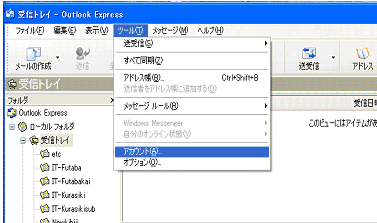 受信トレイ - Outlook Express
ファイル(F) 編集(E) 表示(V) ツール(T) メッセージ(M) ヘルプ(H)
メールの作成 返信 送受信 アドレス
送受信(S)
すべて同期(Z)
アドレス帳(B)... Ctrl+Shift+B
送信者をアドレス帳に追加する(D)
メッセージ ルール(R)
Windows Messenger
自分のオンライン状態(Y)
アカウント(A)...
オプション(O)...
受信トレイ
フォルダ
受信日時
このビューにはアイテムがあ
Outlook Express
ローカル フォルダ
受信トレイ
etc
IT-Futaba
IT-Futabakai
IT-Kurasiki
IT-Kurasikisub